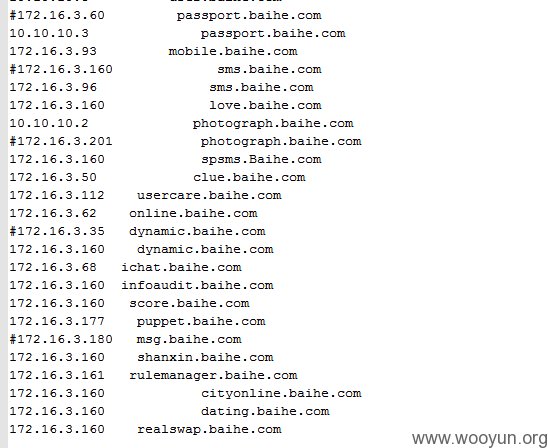 #172.16.3.60 passport.baihe.com
10.10.10.3 passport.baihe.com
172.16.3.93 mobile.baihe.com
#172.16.3.160 sms.baihe.com
172.16.3.96 sms.baihe.com
172.16.3.160 love.baihe.com
10.10.10.2 photograph.baihe.com
#172.16.3.201 photograph.baihe.com
172.16.3.160 spsms.Baihe.com
172.16.3.50 clue.baihe.com
172.16.3.112 usercare.baihe.com
172.16.3.62 online.baihe.com
#172.16.3.35 dynamic.baihe.com
172.16.3.160 dynamic.baihe.com
172.16.3.68 ichat.baihe.com
172.16.3.160 infoaudit.baihe.com
172.16.3.160 score.baihe.com
172.16.3.177 puppet.baihe.com
#172.16.3.180 msg.baihe.com
172.16.3.160 shanxin.baihe.com
172.16.3.161 rulemanager.baihe.com
172.16.3.160 cityonline.baihe.com
172.16.3.160 dating.baihe.com
172.16.3.160 realswap.baihe.com
www.wooyun.org